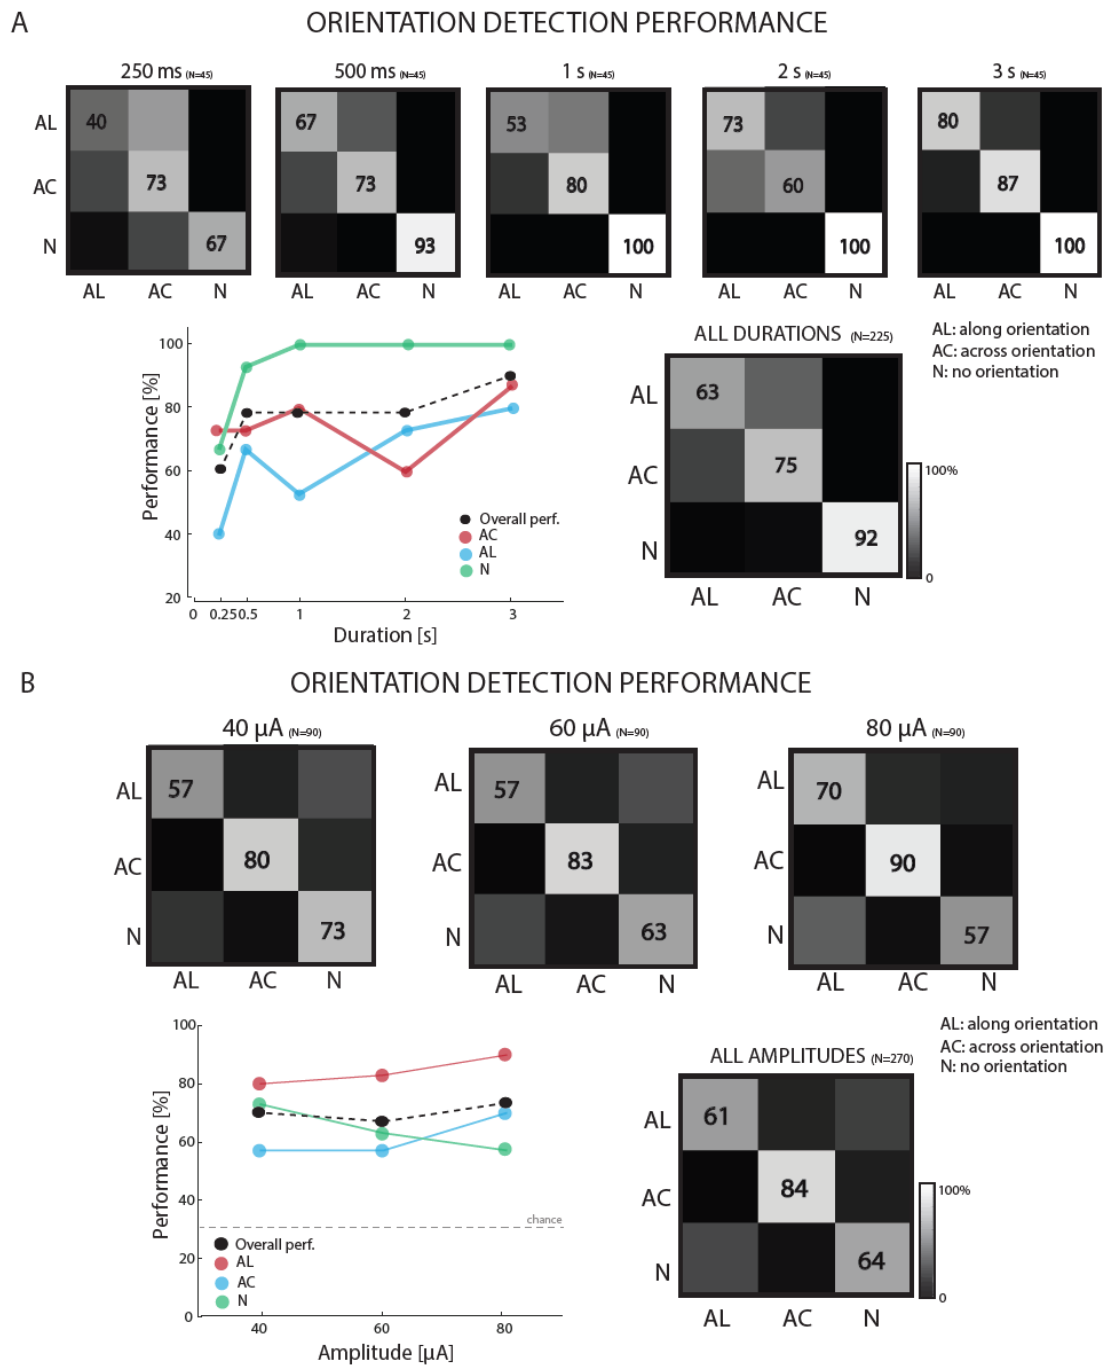 A
ORIENTATION DETECTION PERFORMANCE
250 ms (N=45)
500 ms (N=45)
1 s (N=45)
2 s (N=45)
3 s (N=45)
AL
40
67
53
73
80
AC
73
73
80
60
87
N
67
93
100
100
100
AL AC N
AL AC N
AL AC N
AL AC N
AL AC N
Performance [%]
100
80
60
40
20
0 0.25 0.5 1 2 3
Duration [s]
Overall perf.
AC
AL
N
ALL DURATIONS (N=225)
AL 63
AC 75
N 92
AL AC N
100%
0
AL: along orientation
AC: across orientation
N: no orientation
B
ORIENTATION DETECTION PERFORMANCE
40 µA (N=90)
60 µA (N=90)
80 µA (N=90)
AL 57
AC 80
N 73
AL AC N
AL 57
AC 83
N 63
AL AC N
AL 70
AC 90
N 57
AL AC N
Performance [%]
100
80
60
40
20
0
chance
Overall perf.
AL
AC
N
40 60 80
Amplitude [µA]
ALL AMPLITUDES (N=270)
AL 61
AC 84
N 64
AL AC N
100%
0
AL: along orientation
AC: across orientation
N: no orientation